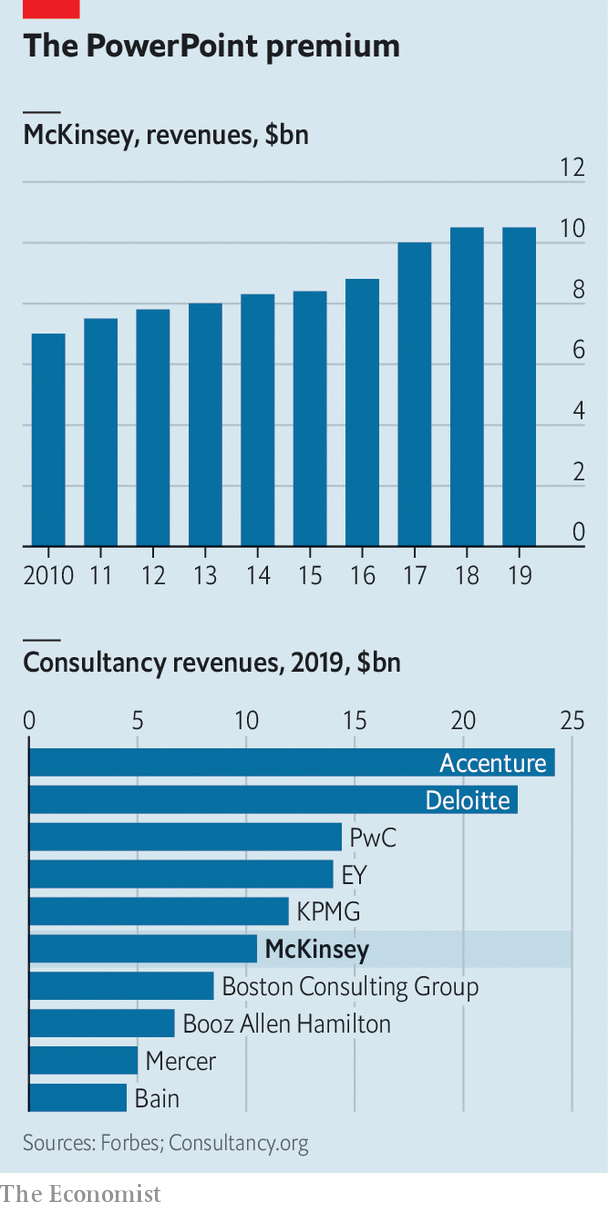 The PowerPoint premium
McKinsey, revenues, $bn
12
10
8
6
4
2
0
2010 11 12 13 14 15 16 17 18 19
Consultancy revenues, 2019, $bn
0 5 10 15 20 25
Accenture
Deloitte
PwC
EY
KPMG
McKinsey
Boston Consulting Group
Booz Allen Hamilton
Mercer
Bain
Sources: Forbes; Consultancy.org
The Economist